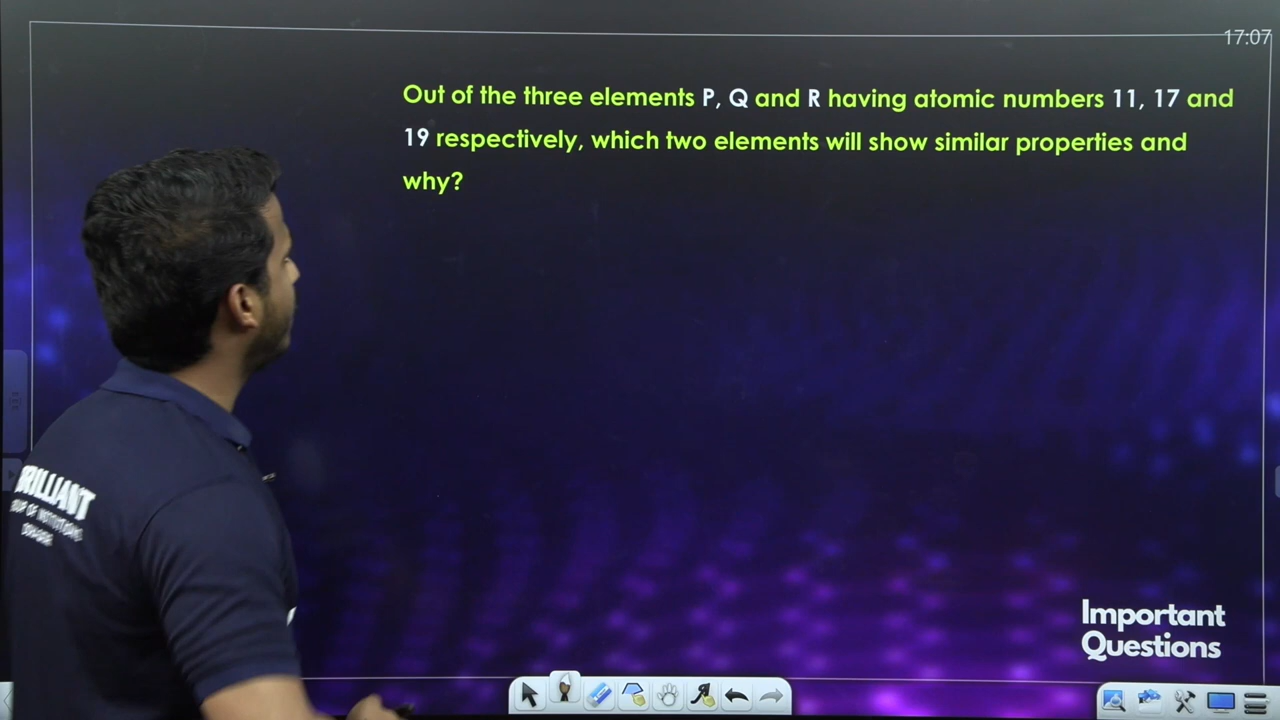 17:07
Out of the three elements P, Q and R having atomic numbers 11, 17 and
19 respectively, which two elements will show similar properties and
why?
BRILLIANT
Important
Questions